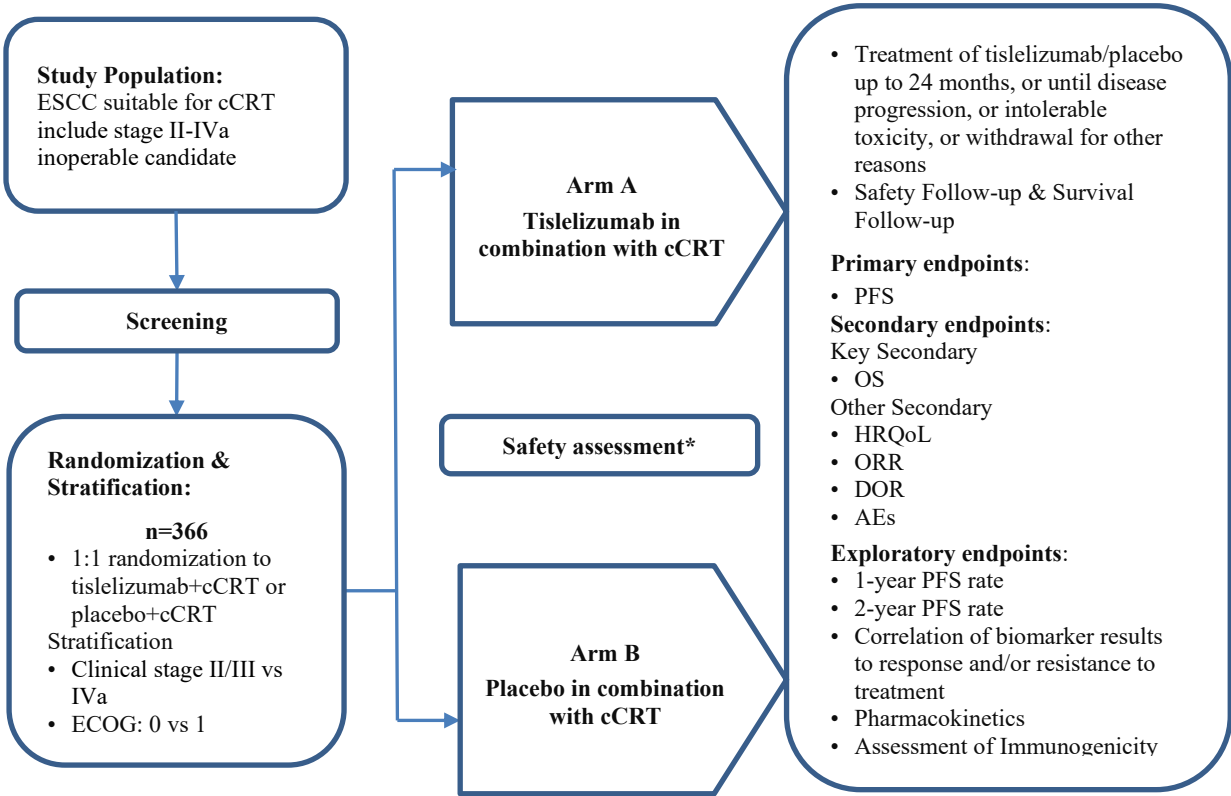 Study Population:
ESCC suitable for cCRT
include stage II-IVa
inoperable candidate
Screening
Randomization &
Stratification:
n=366
• 1:1 randomization to
tislelizumab+cCRT or
placebo+cCRT
Stratification
• Clinical stage II/III vs
IVa
• ECOG: 0 vs 1
Arm A
Tislelizumab in
combination with cCRT
Safety assessment*
Arm B
Placebo in combination
with cCRT
• Treatment of tislelizumab/placebo
up to 24 months, or until disease
progression, or intolerable
toxicity, or withdrawal for other
reasons
• Safety Follow-up & Survival
Follow-up
Primary endpoints:
• PFS
Secondary endpoints:
Key Secondary
• OS
Other Secondary
• HRQoL
• ORR
• DOR
• AEs
Exploratory endpoints:
• 1-year PFS rate
• 2-year PFS rate
• Correlation of biomarker results
to response and/or resistance to
treatment
• Pharmacokinetics
• Assessment of Immunogenicity